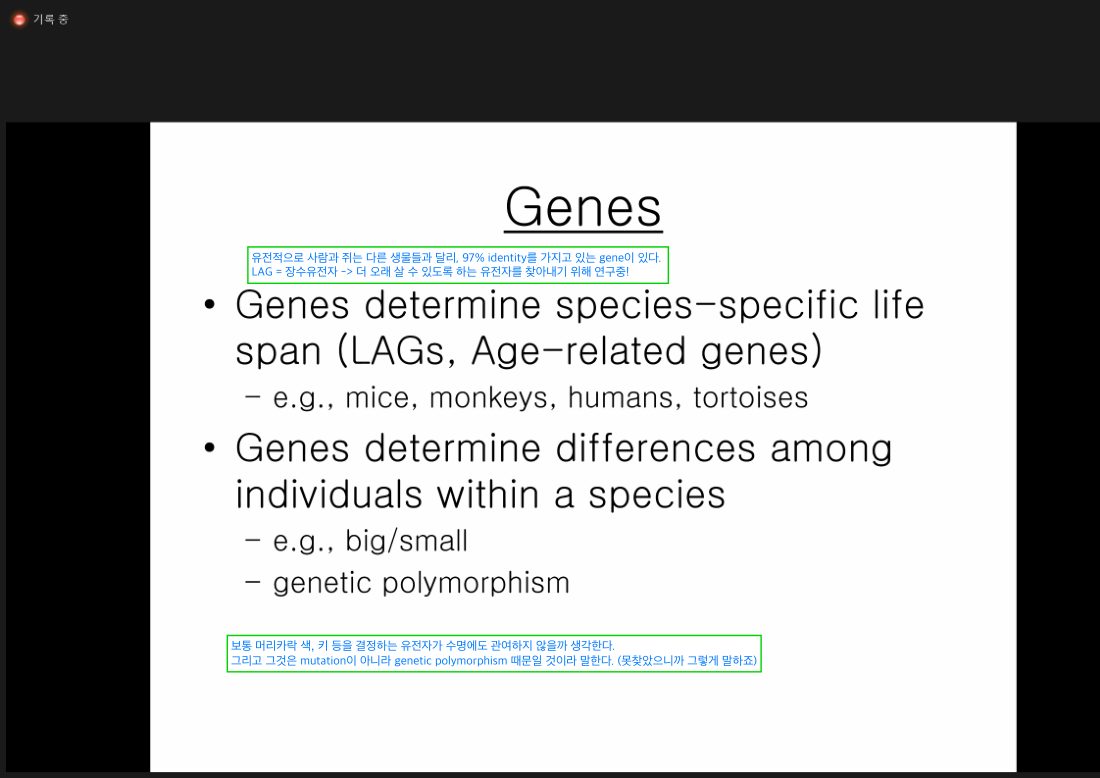 기록 중
Genes
유전적으로 사람과 쥐는 다른 생물들과 달리, 97% identity를 가지고 있는 gene이 있다.
LAG = 장수유전자 -> 더 오래 살 수 있도록 하는 유전자를 찾아내기 위해 연구중!
• Genes determine species-specific life
span (LAGs, Age-related genes)
– e.g., mice, monkeys, humans, tortoises
• Genes determine differences among
individuals within a species
– e.g., big/small
– genetic polymorphism
보통 머리카락 색, 키 등을 결정하는 유전자가 수명에도 관여하지 않을까 생각한다.
그리고 그것은 mutation이 아니라 genetic polymorphism 때문일 것이라 말한다. (못찾았으니까 그렇게 말하죠)